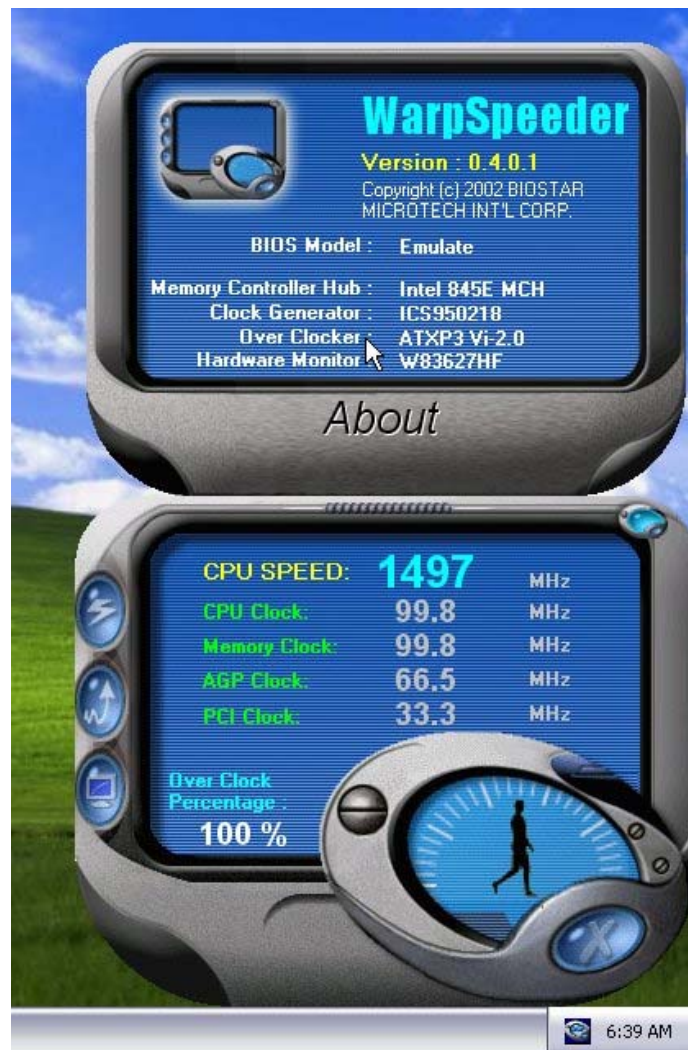 WarpSpeeder
Version : 0.4.0.1
Copyright (c) 2002 BIOSTAR
MICROTECH INT'L CORP.
BIOS Model : Emulate
Memory Controller Hub : Intel 845E MCH
Clock Generator : ICS950218
Over Clocker : ATXP3 Vi-2.0
Hardware Monitor W83627HF
About
CPU SPEED: 1497 MHz
CPU Clock: 99.8 MHz
Memory Clock: 99.8 MHz
AGP Clock: 66.5 MHz
PCI Clock: 33.3 MHz
Over Clock
Percentage :
100 %
X
6:39 AM